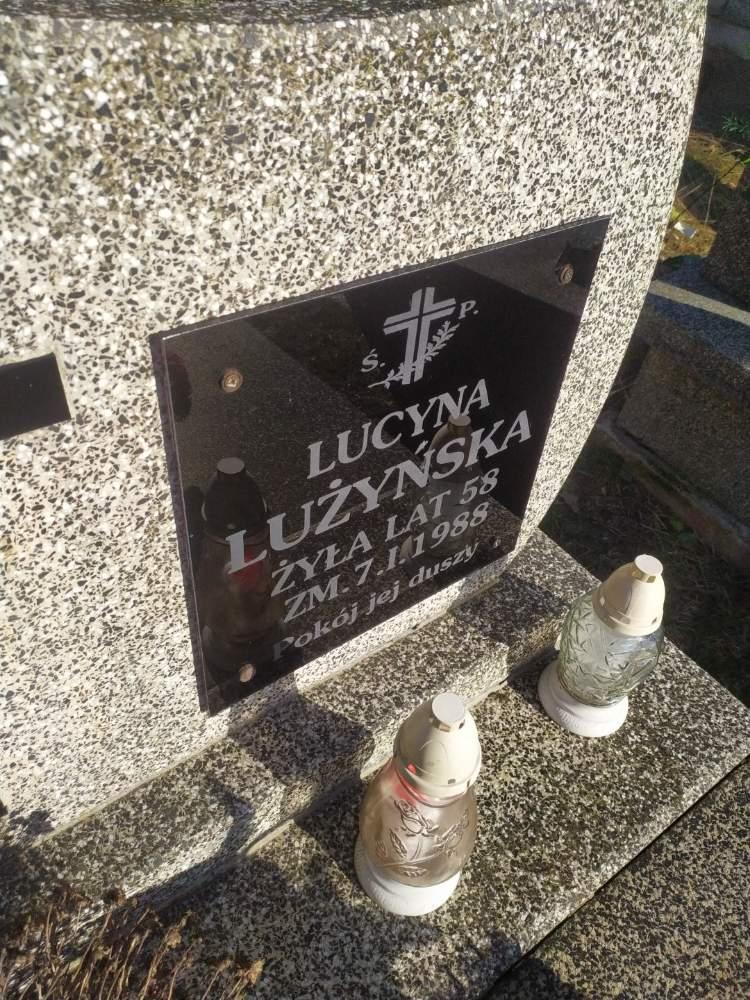 Ś. P.
LUCYNA
LUŻYŃSKA
ŻYŁA LAT 58
ZM. 7.I.1988
Pokój jej duszy